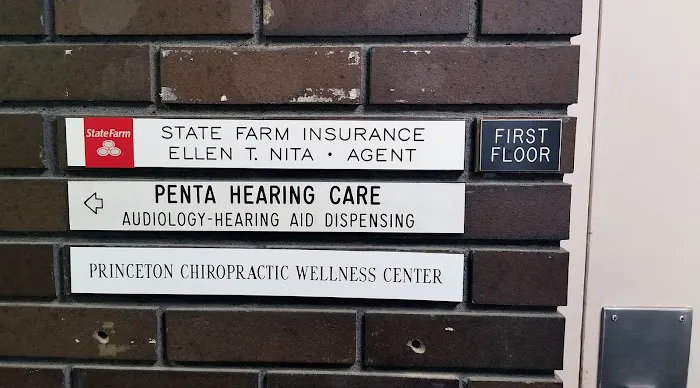 StateFarm
STATE FARM INSURANCE
ELLEN T. NITA • AGENT
FIRST
FLOOR
PENTA HEARING CARE
AUDIOLOGY-HEARING AID DISPENSING
PRINCETON CHIROPRACTIC WELLNESS CENTER